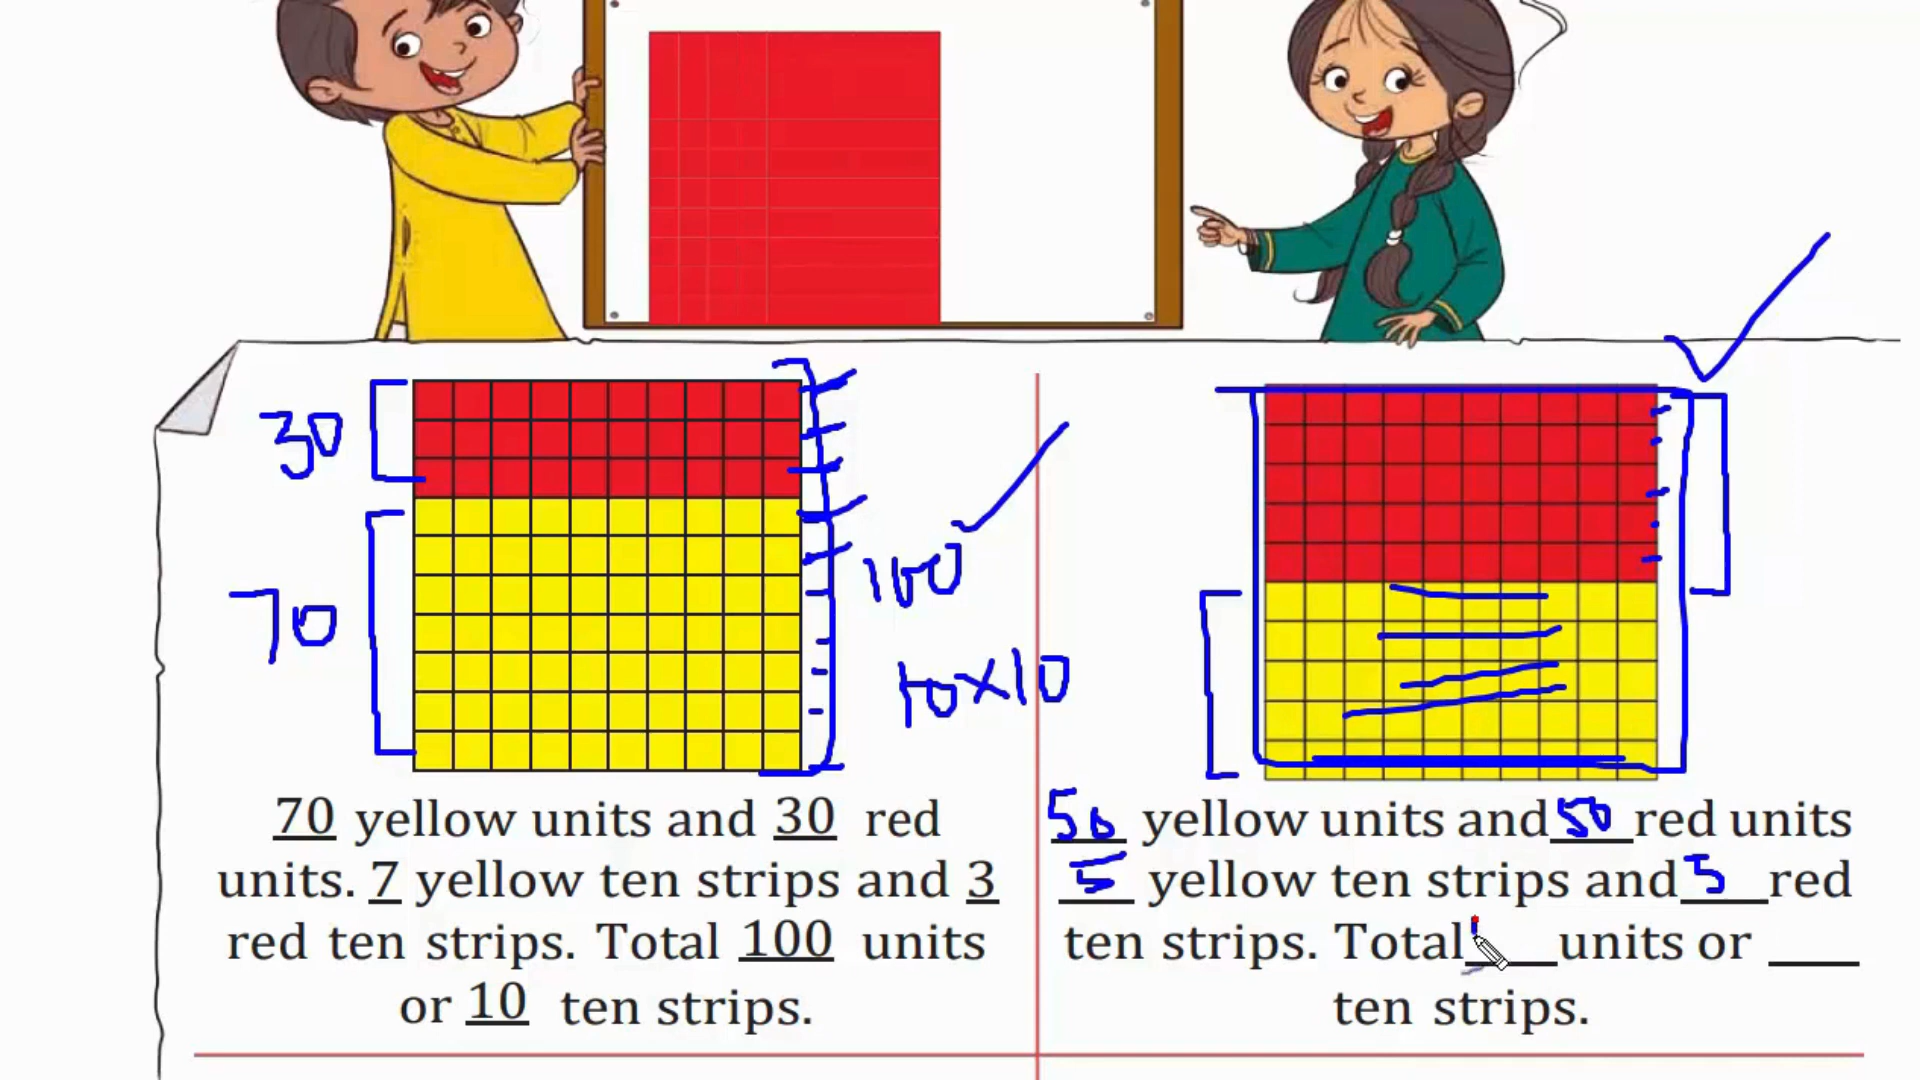 30
70
100
10x10
70 yellow units and 30 red
units. 7 yellow ten strips and 3
red ten strips. Total 100 units
or 10 ten strips.
50 yellow units and 50 red units
5 yellow ten strips and 5 red
ten strips. Total ___ units or ___
ten strips.